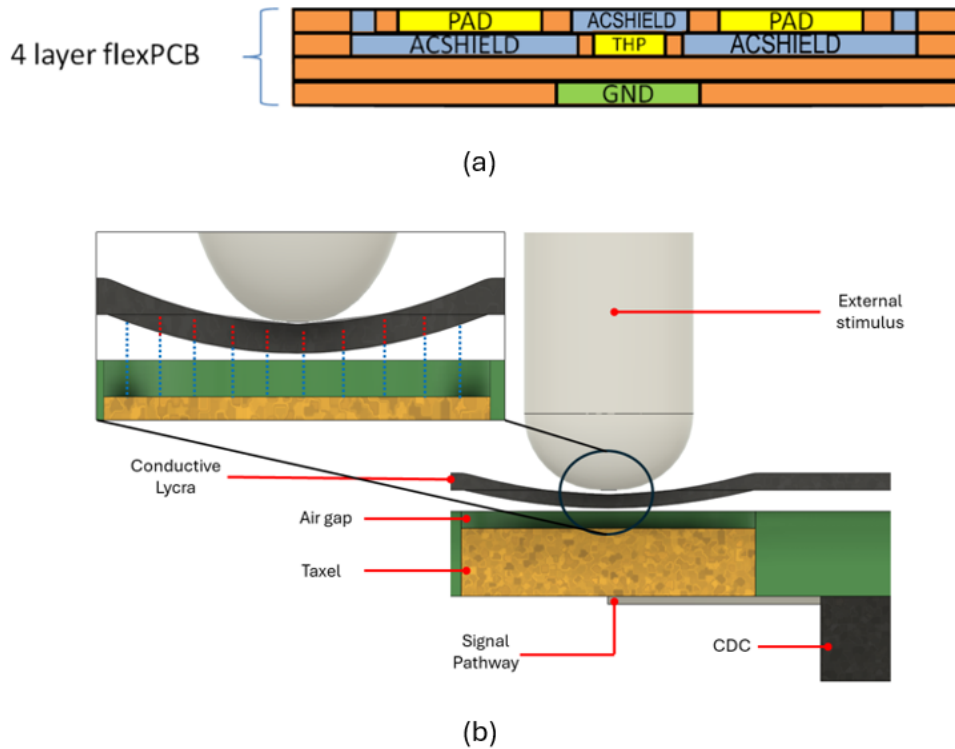 4 layer flexPCB
PAD
ACSHIELD
PAD
ACSHIELD
THP
ACSHIELD
GND
(a)
External
stimulus
Conductive
Lycra
Air gap
Taxel
Signal
Pathway
CDC
(b)